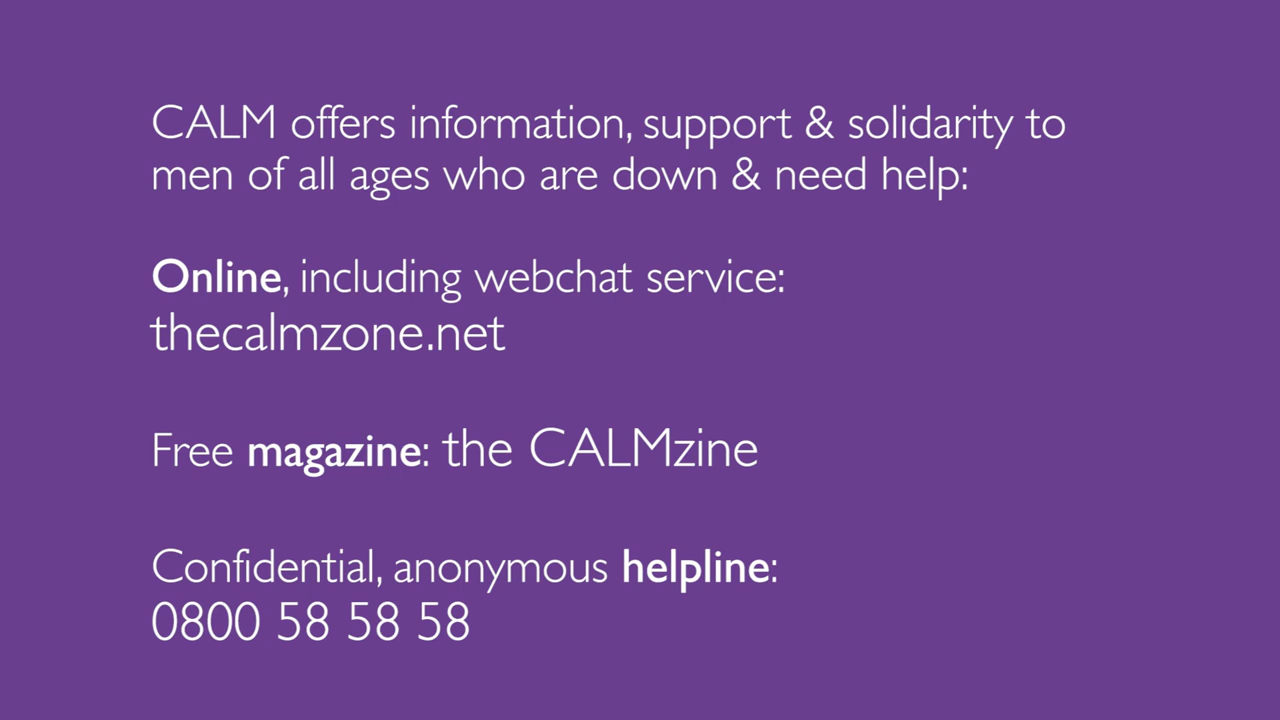 CALM offers information, support & solidarity to
men of all ages who are down & need help:
Online, including webchat service:
thecalmzone.net
Free magazine: the CALMzine
Confidential, anonymous helpline:
0800 58 58 58